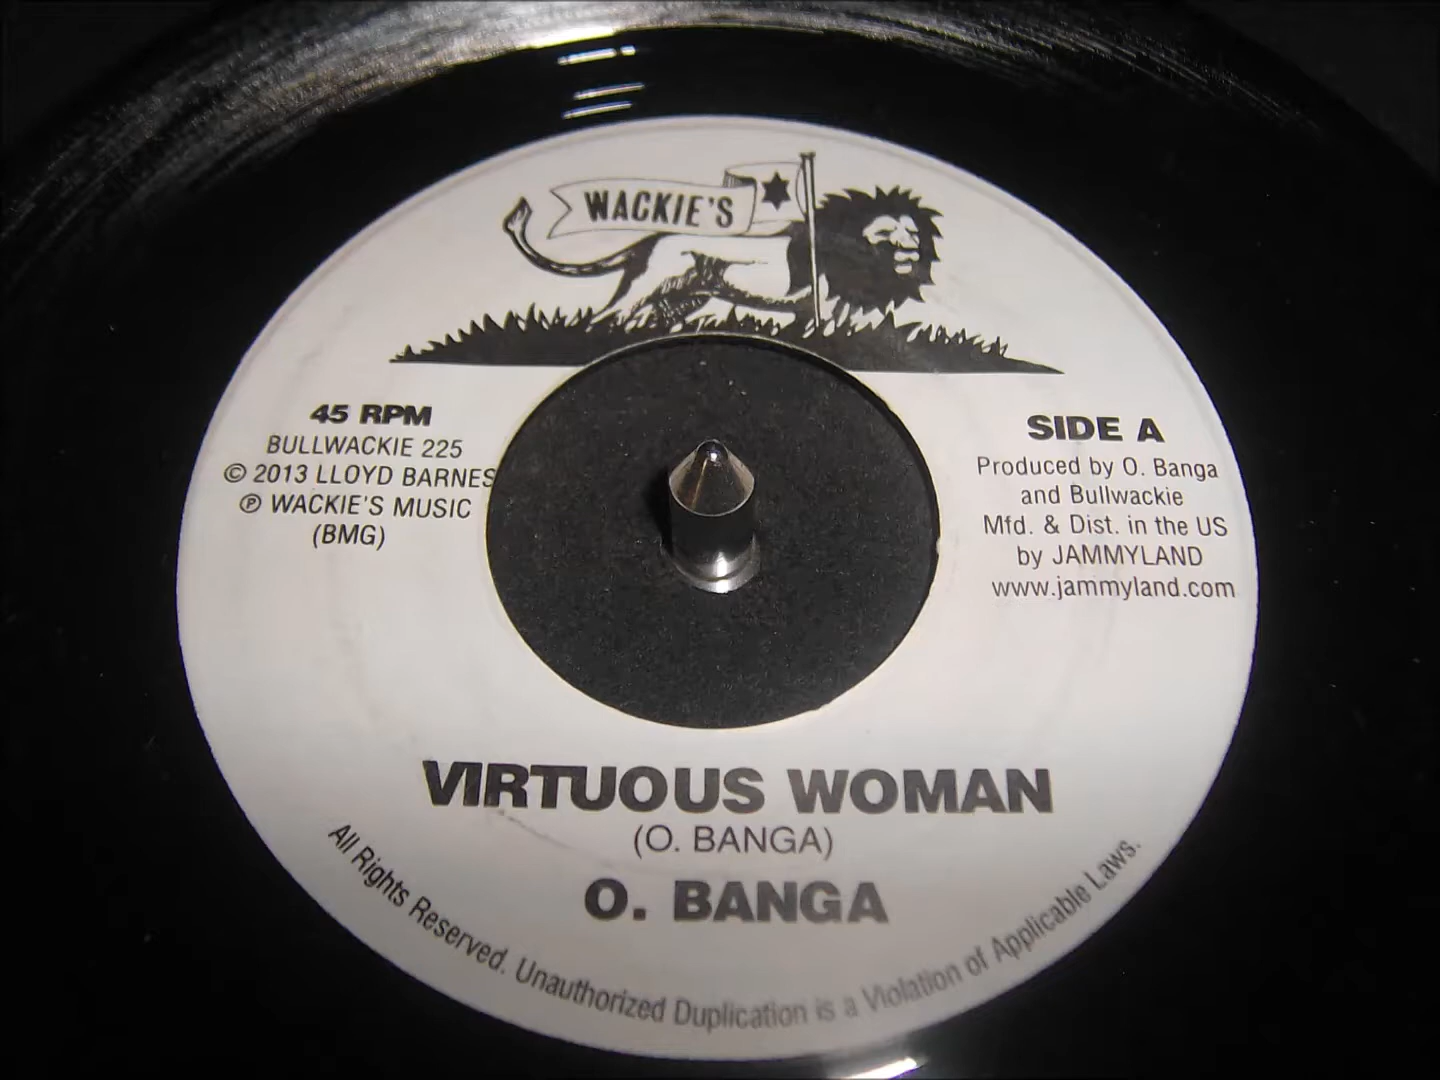 WACKIE'S
45 RPM
BULLWACKIE 225
© 2013 LLOYD BARNES
℗ WACKIE'S MUSIC
(BMG)
SIDE A
Produced by O. Banga
and Bullwackie
Mfd. & Dist. in the US
by JAMMYLAND
www.jammyland.com
VIRTUOUS WOMAN
(O. BANGA)
O. BANGA
All Rights Reserved. Unauthorized Duplication is a Violation of Applicable Laws.